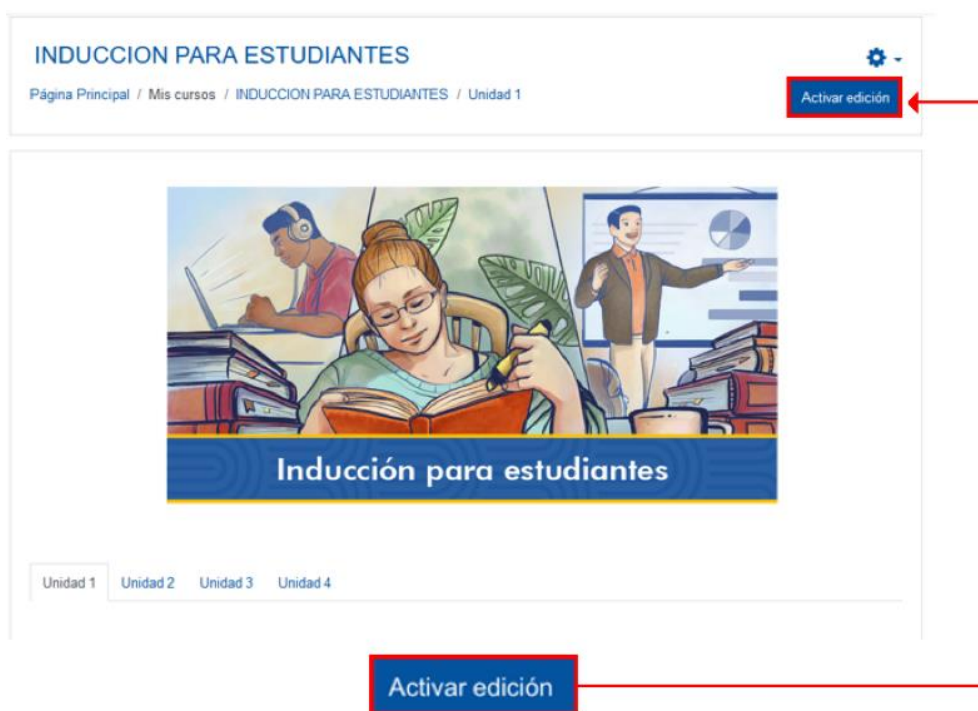 INDUCCION PARA ESTUDIANTES
Página Principal / Mis cursos / INDUCCION PARA ESTUDIANTES / Unidad 1
Activar edición
Inducción para estudiantes
Unidad 1 Unidad 2 Unidad 3 Unidad 4
Activar edición